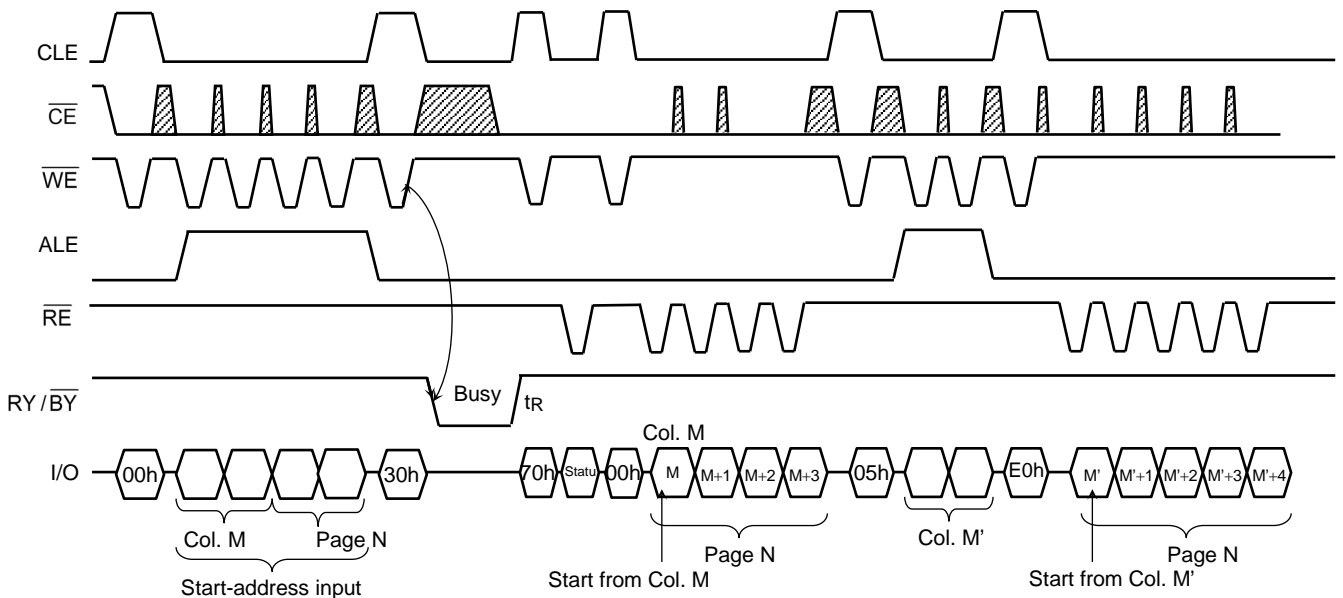 CLE
CE
WE
ALE
RE
RY / BY
Busy
tR
Col. M
I/O
00h
30h
70h
Statu
00h
M
M+1
M+2
M+3
05h
E0h
M'
M'+1
M'+2
M'+3
M'+4
Col. M
Page N
Col. M'
Page N
Page N
Start-address input
Start from Col. M
Start from Col. M'